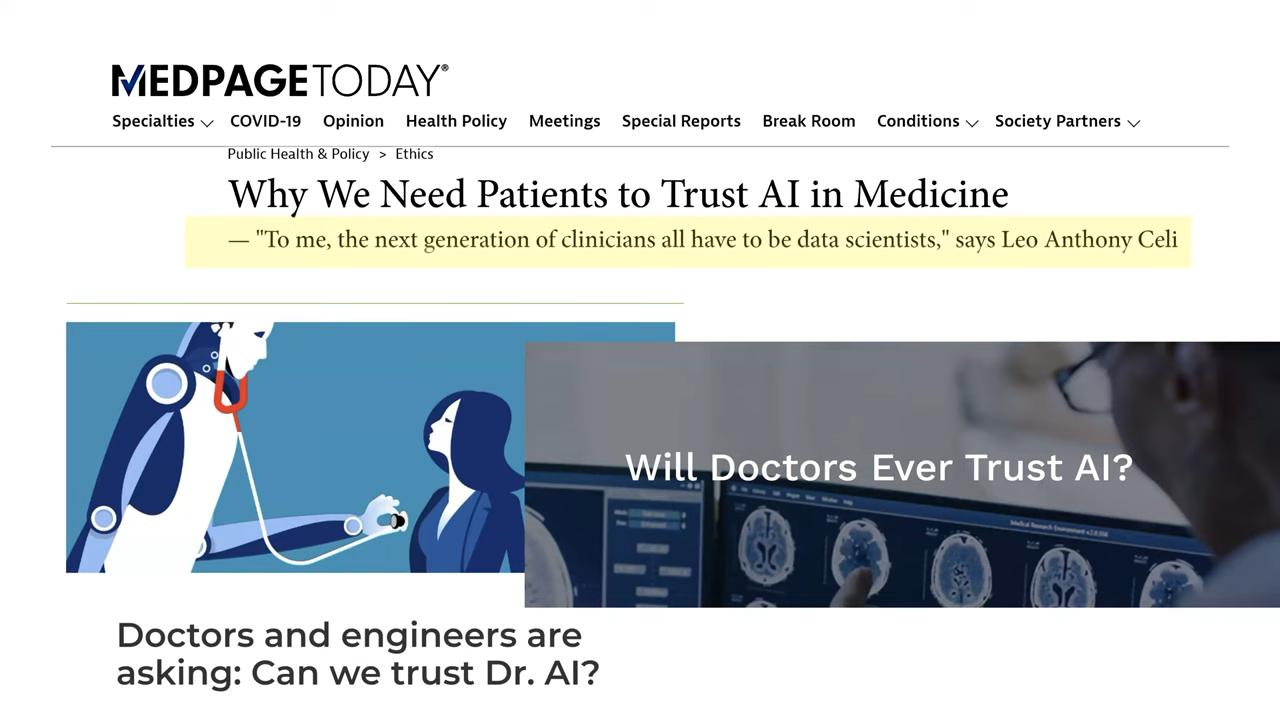 MEDPAGE TODAY®
Specialties COVID-19 Opinion Health Policy Meetings Special Reports Break Room Conditions Society Partners
Public Health & Policy > Ethics
Why We Need Patients to Trust AI in Medicine
— "To me, the next generation of clinicians all have to be data scientists," says Leo Anthony Celi
Will Doctors Ever Trust AI?
Doctors and engineers are
asking: Can we trust Dr. AI?